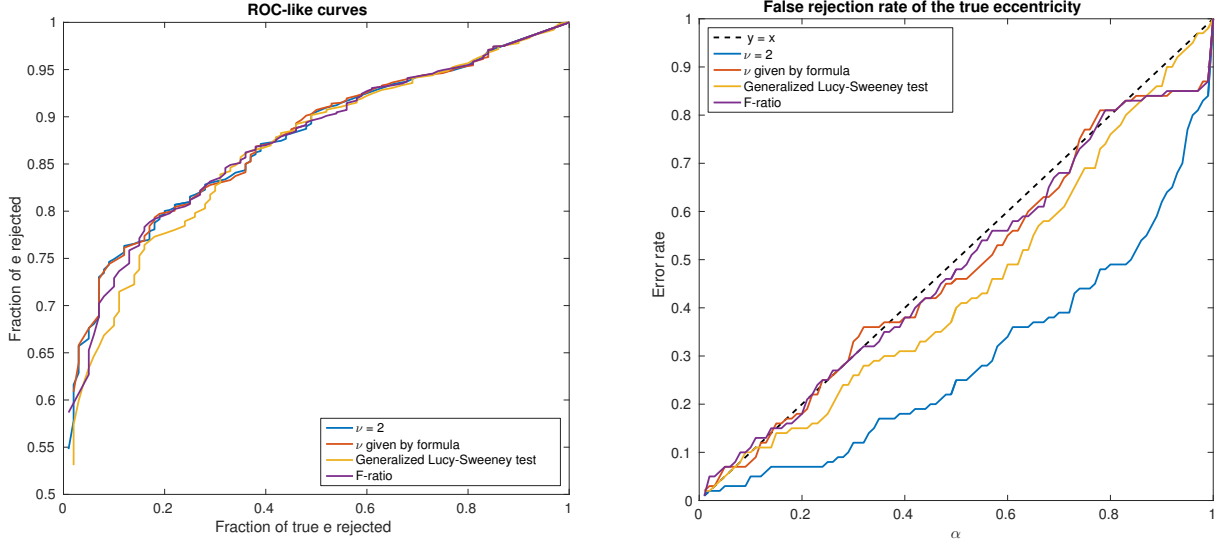 ROC-like curves
1
0.95
0.9
0.85
0.8
0.75
0.7
0.65
0.6
0.55
0.5
Fraction of e rejected
ν = 2
ν given by formula
Generalized Lucy-Sweeney test
F-ratio
0 0.2 0.4 0.6 0.8 1
Fraction of true e rejected
False rejection rate of the true eccentricity
1
0.9
0.8
0.7
0.6
0.5
0.4
0.3
0.2
0.1
0
Error rate
y = x
ν = 2
ν given by formula
Generalized Lucy-Sweeney test
F-ratio
0 0.2 0.4 0.6 0.8 1
α